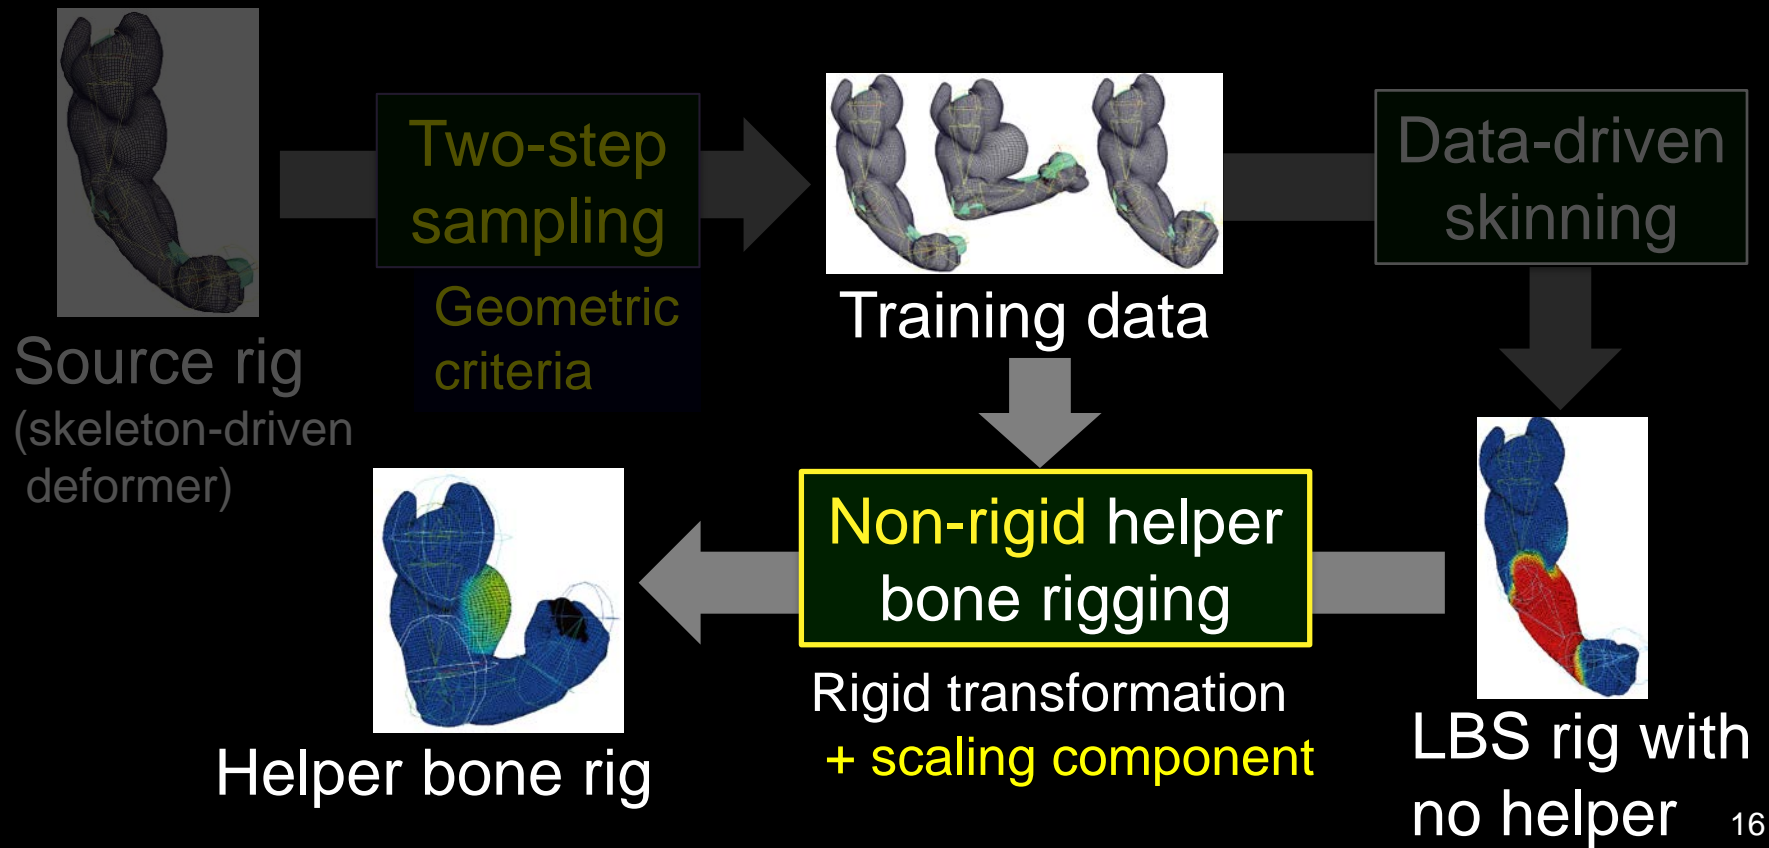 Two-step
sampling
Geometric
criteria
Source rig
(skeleton-driven
deformer)
Training data
Data-driven
skinning
Non-rigid helper
bone rigging
Rigid transformation
+ scaling component
LBS rig with
no helper
Helper bone rig
16